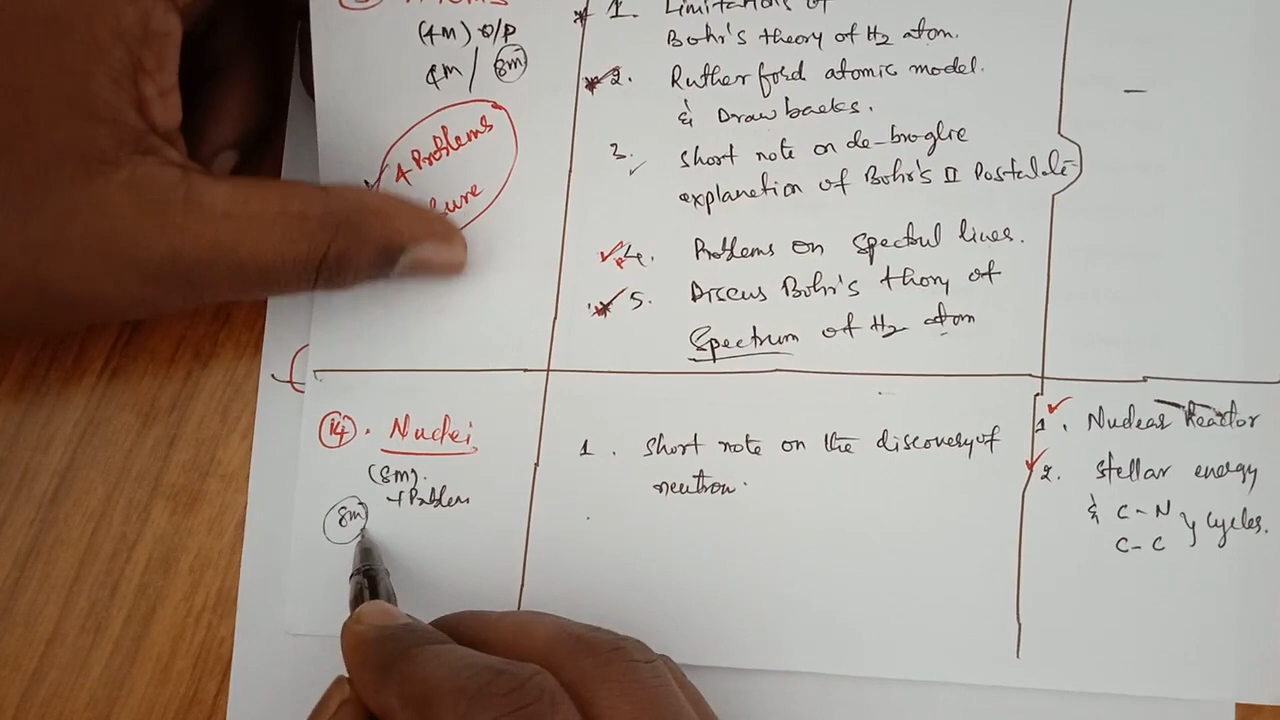 (4M) O/P
4M / 8m
4 Problems
1. Limitations of
Bohr's theory of H2 atom.
2. Rutherford atomic model.
& Drawbacks.
3. short note on de-broglie
explanation of Bohr's II Postulate
4. Problems on Spectral lines.
5. Discus Bohr's thory of
Spectrum of H2 atom
14. Nuclei
(8m).
+ Problem
8m
1. short note on the discovery of
neutron.
1. Nuclear Reactor
2. stellar energy
& C-N
C-C } cycles.